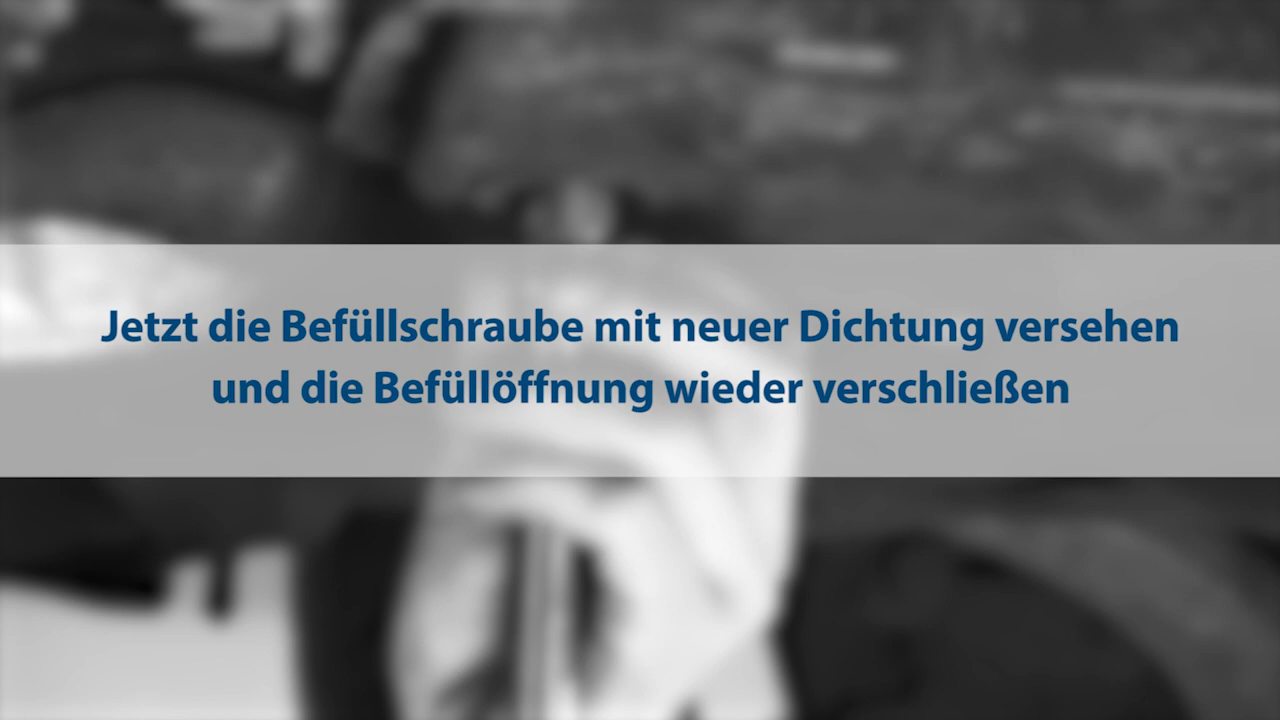 Jetzt die Befüllschraube mit neuer Dichtung versehen
und die Befüllöffnung wieder verschließen